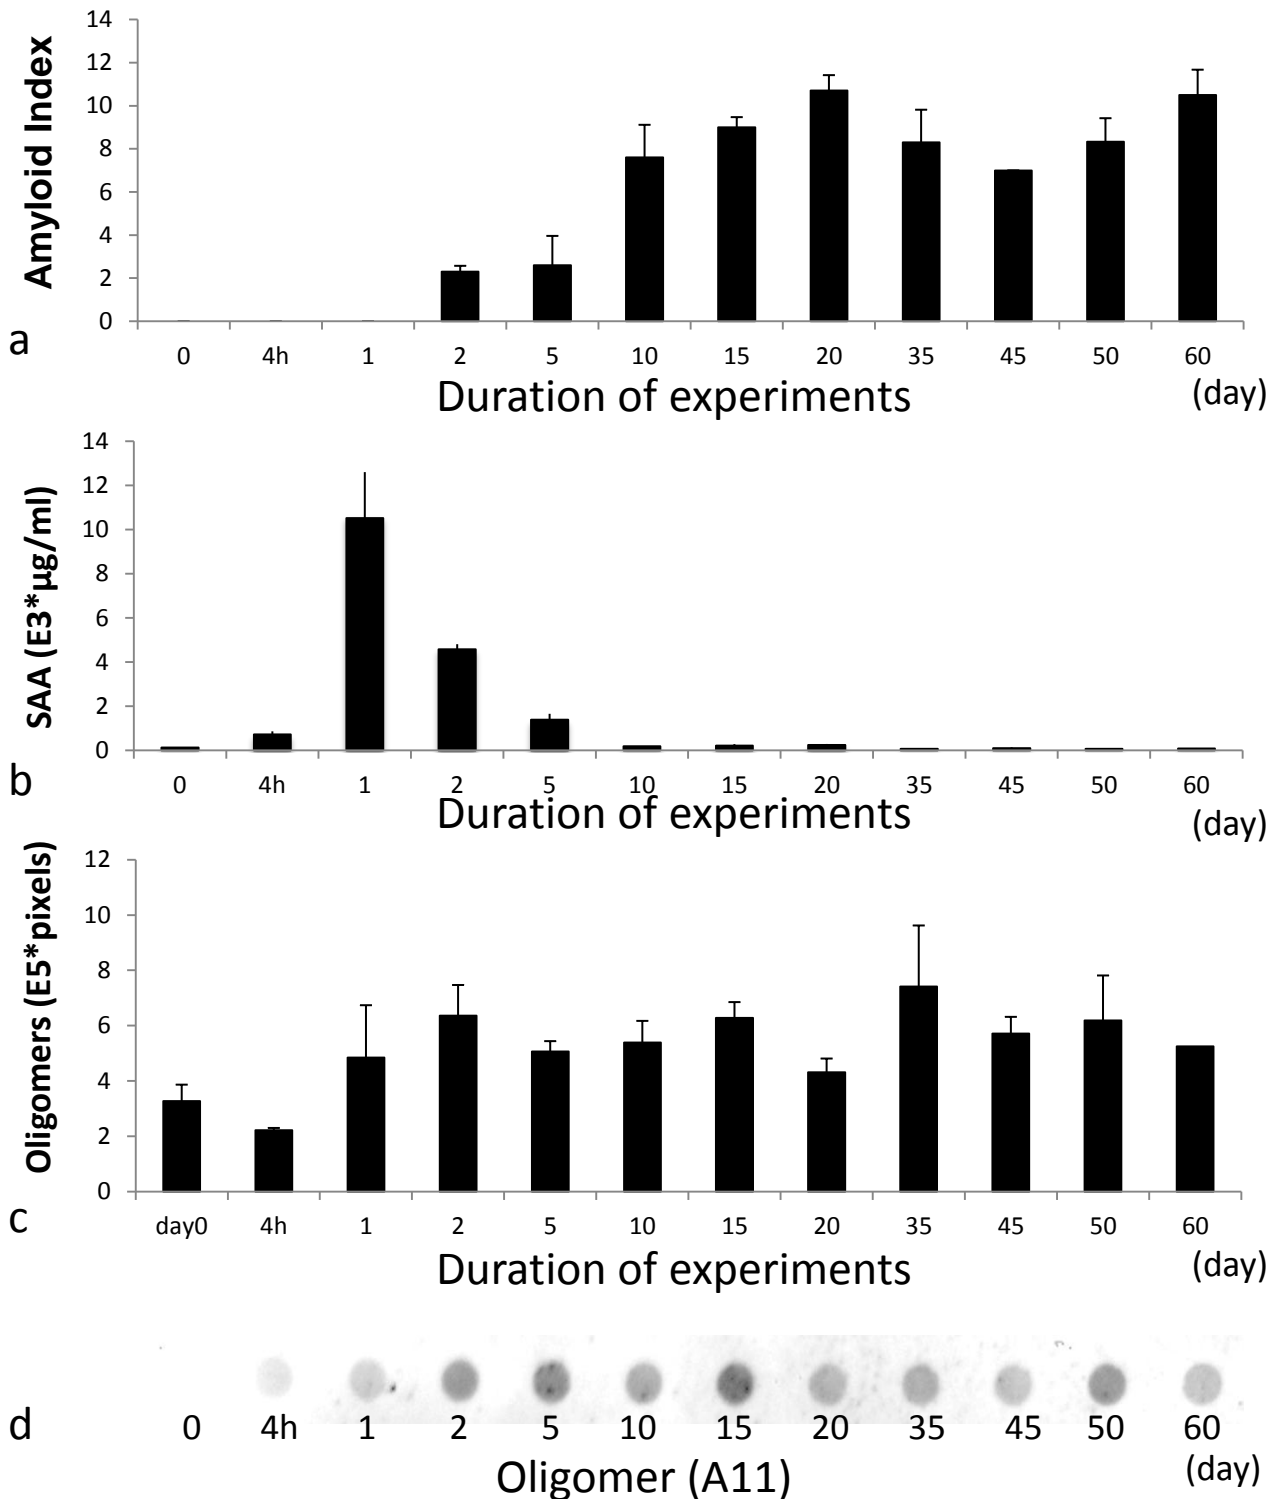 Amyloid Index
14
12
10
8
6
4
2
0
a
0 4h 1 2 5 10 15 20 35 45 50 60
Duration of experiments (day)
SAA (E3*µg/ml)
14
12
10
8
6
4
2
0
b
0 4h 1 2 5 10 15 20 35 45 50 60
Duration of experiments (day)
Oligomers (E5*pixels)
12
10
8
6
4
2
0
c
day0 4h 1 2 5 10 15 20 35 45 50 60
Duration of experiments (day)
d
0 4h 1 2 5 10 15 20 35 45 50 60
Oligomer (A11) (day)